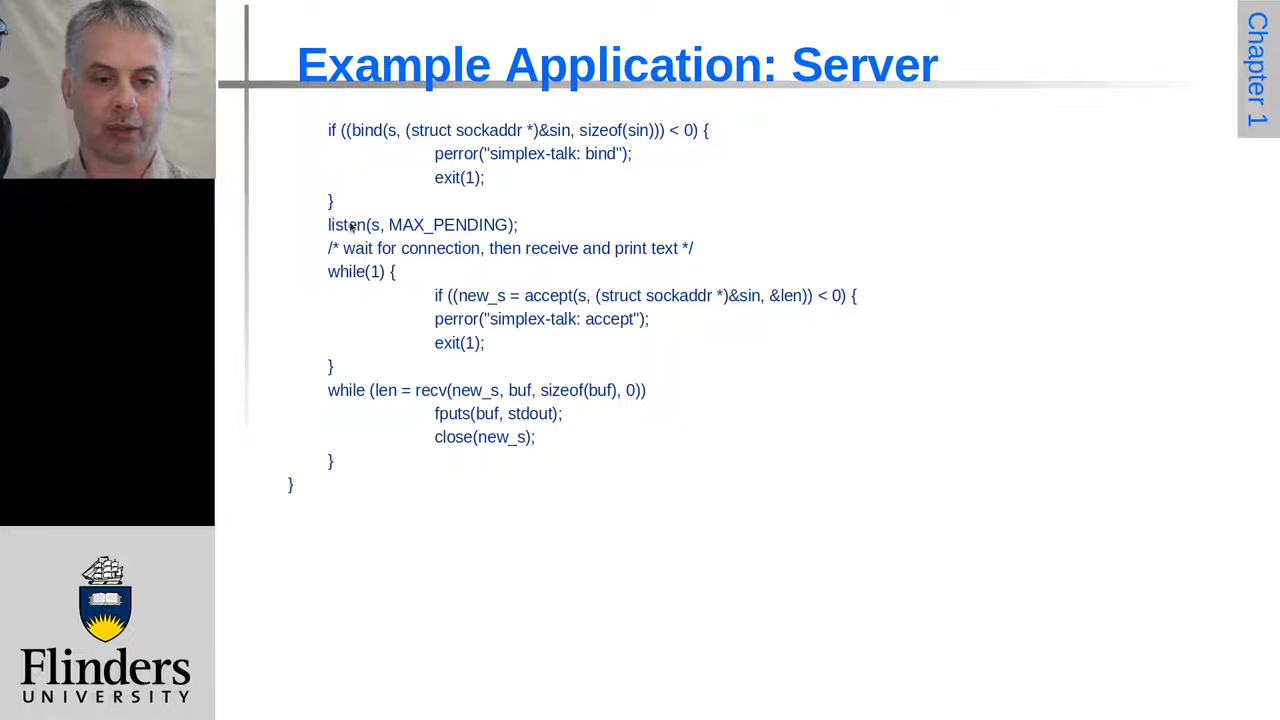 Example Application: Server
Chapter 1
if ((bind(s, (struct sockaddr *)&sin, sizeof(sin))) < 0) {
perror("simplex-talk: bind");
exit(1);
}
listen(s, MAX_PENDING);
/* wait for connection, then receive and print text */
while(1) {
if ((new_s = accept(s, (struct sockaddr *)&sin, &len)) < 0) {
perror("simplex-talk: accept");
exit(1);
}
while (len = recv(new_s, buf, sizeof(buf), 0))
fputs(buf, stdout);
close(new_s);
}
}
Flinders
UNIVERSITY